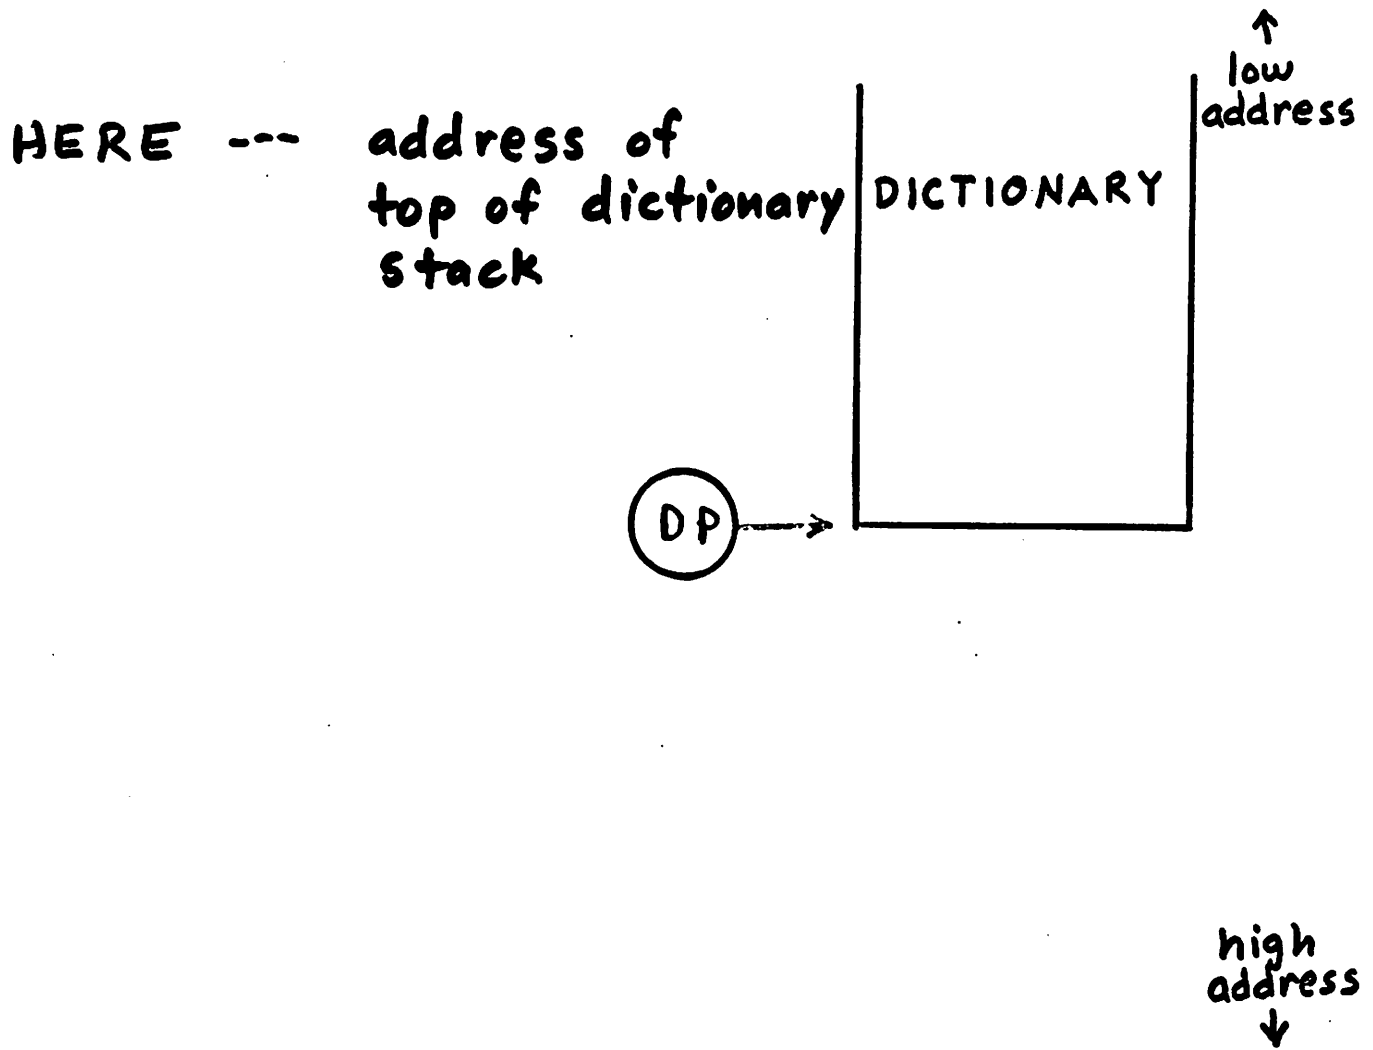 ↑
low
address
HERE --- address of
top of dictionary
stack
DICTIONARY
DP
high
address
↓